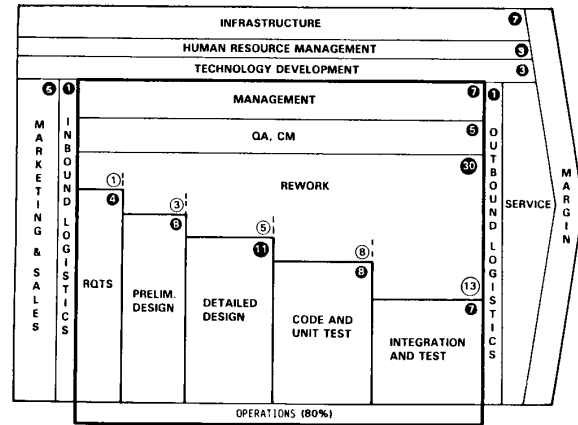 INFRASTRUCTURE 7
HUMAN RESOURCE MANAGEMENT 3
TECHNOLOGY DEVELOPMENT 3
5 MARKETING & SALES
1 INBOUND LOGISTICS
MANAGEMENT 7
QA, CM 5
30
REWORK
1
4
RQTS
3
8
PRELIM.
DESIGN
5
11
DETAILED
DESIGN
8
8
CODE AND
UNIT TEST
13
7
INTEGRATION
AND TEST
1 OUTBOUND LOGISTICS
SERVICE
MARGIN
OPERATIONS (80%)